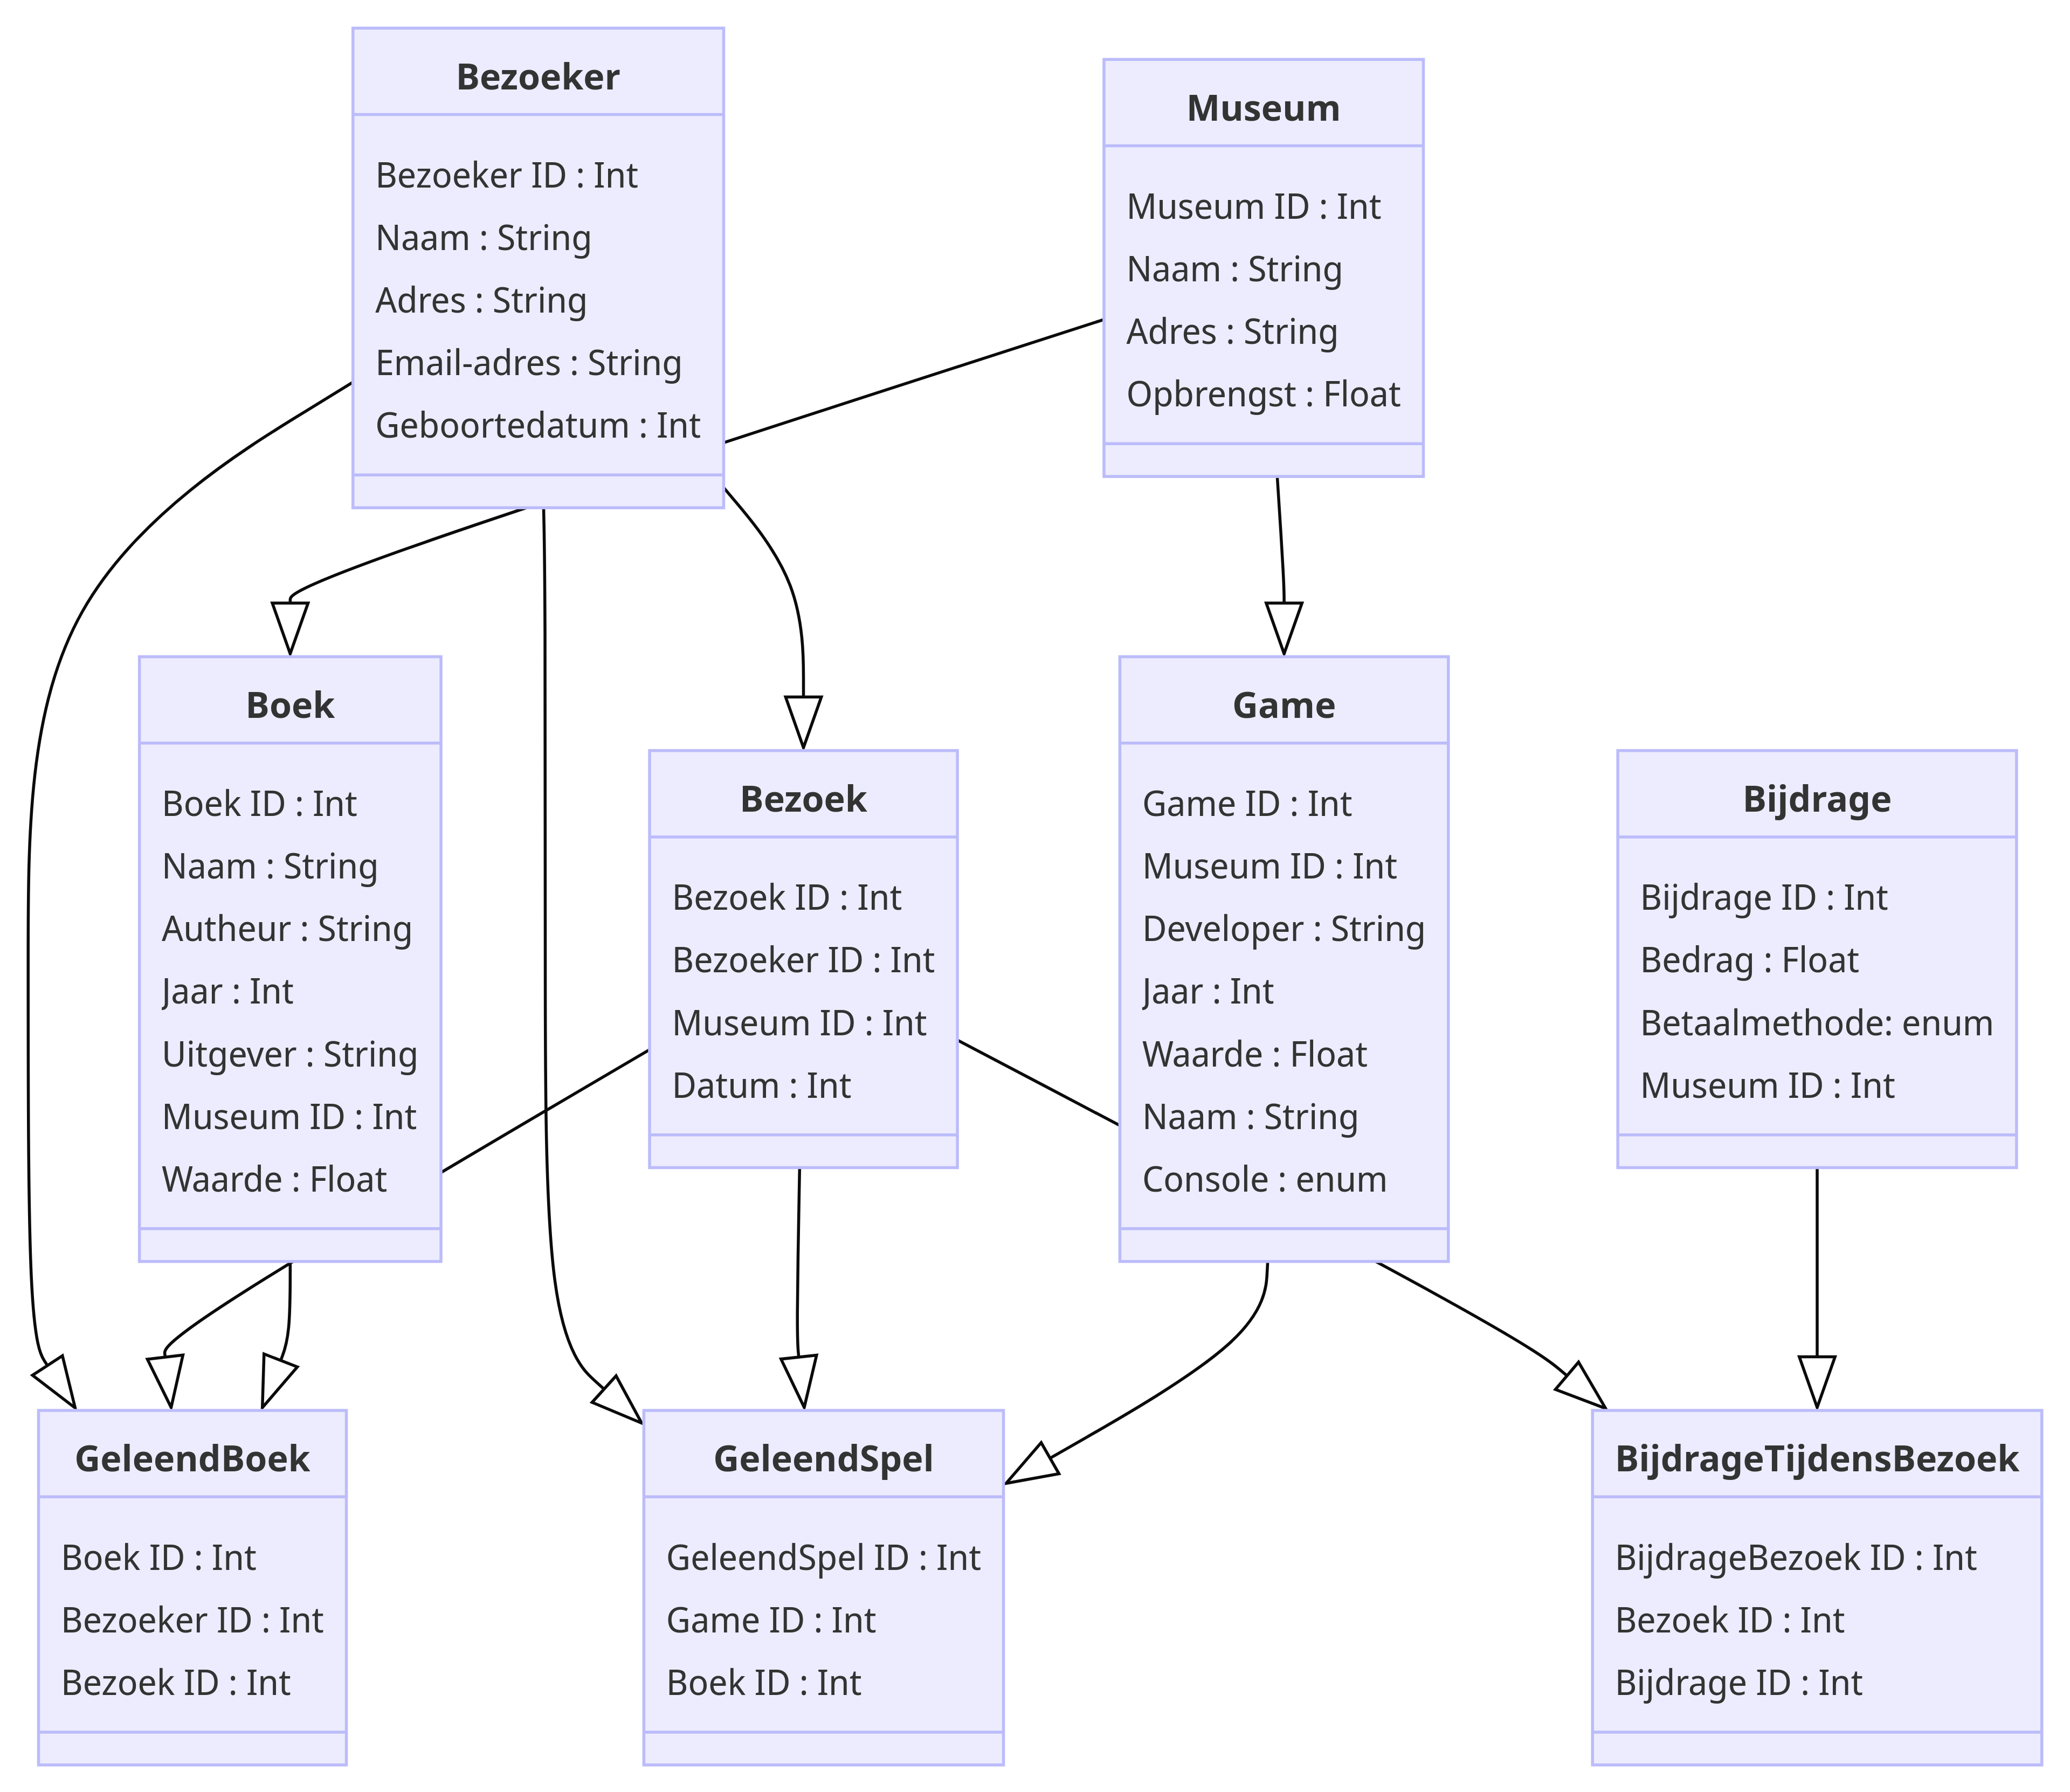 Bezoeker
Bezoeker ID : Int
Naam : String
Adres : String
Email-adres : String
Geboortedatum : Int
Museum
Museum ID : Int
Naam : String
Adres : String
Opbrengst : Float
Boek
Boek ID : Int
Naam : String
Autheur : String
Jaar : Int
Uitgever : String
Museum ID : Int
Waarde : Float
Bezoek
Bezoek ID : Int
Bezoeker ID : Int
Museum ID : Int
Datum : Int
Game
Game ID : Int
Museum ID : Int
Developer : String
Jaar : Int
Waarde : Float
Naam : String
Console : enum
Bijdrage
Bijdrage ID : Int
Bedrag : Float
Betaalmethode: enum
Museum ID : Int
GeleendBoek
Boek ID : Int
Bezoeker ID : Int
Bezoek ID : Int
GeleendSpel
GeleendSpel ID : Int
Game ID : Int
Boek ID : Int
BijdrageTijdensBezoek
BijdrageBezoek ID : Int
Bezoek ID : Int
Bijdrage ID : Int